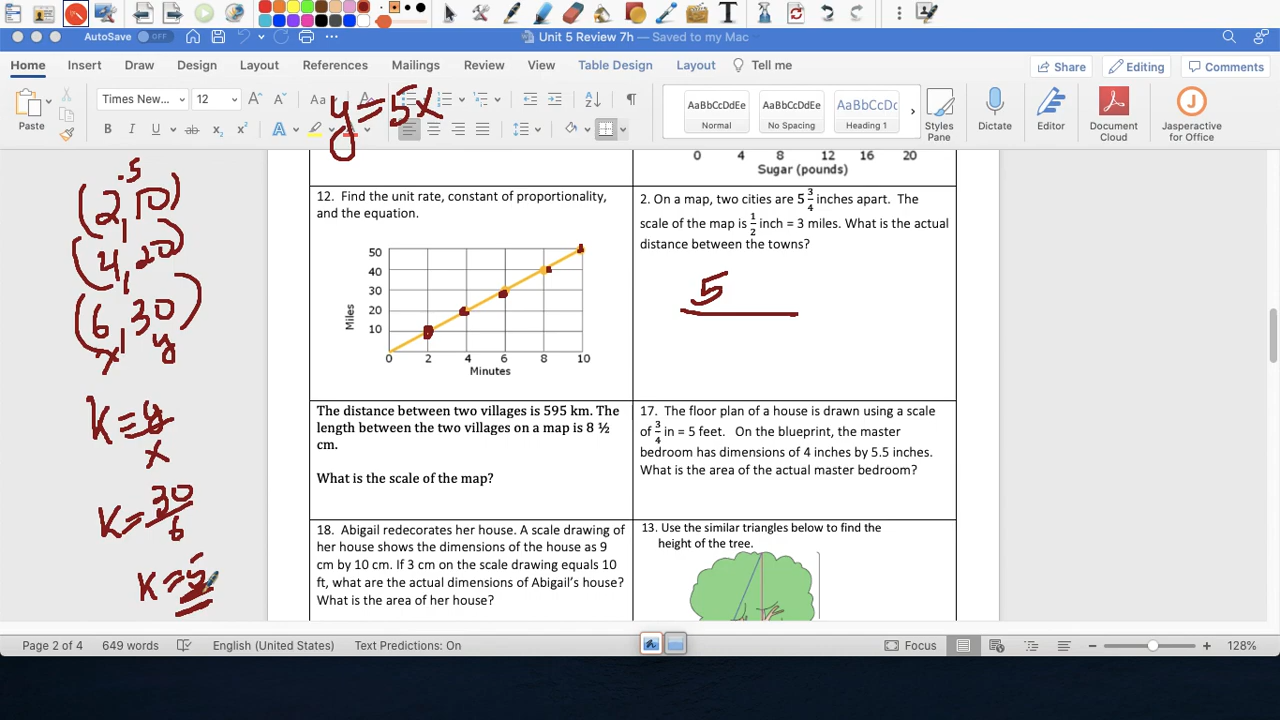 AutoSave OFF
Unit 5 Review 7h — Saved to my Mac
Home Insert Draw Design Layout References Mailings Review View Table Design Layout Tell me
Share Editing Comments
Paste
Times New... 12
AaBbCcDdEe Normal
AaBbCcDdEe No Spacing
AaBbCcDc Heading 1
Styles Pane
Dictate
Editor
Create PDF and share link
Jasperactive for Office
y=5x
0 4 8 12 16 20
Sugar (pounds)
.5
(2,10)
(4,20)
(6,30)
x y
K=y/x
K=30/6
K=5
12. Find the unit rate, constant of proportionality,
and the equation.
50
40
30
20
10
Miles
0 2 4 6 8 10
Minutes
2. On a map, two cities are 5 3/4 inches apart. The
scale of the map is 1/2 inch = 3 miles. What is the actual
distance between the towns?
5
The distance between two villages is 595 km. The
length between the two villages on a map is 8 ½
cm.
What is the scale of the map?
17. The floor plan of a house is drawn using a scale
of 3/4 in = 5 feet. On the blueprint, the master
bedroom has dimensions of 4 inches by 5.5 inches.
What is the area of the actual master bedroom?
18. Abigail redecorates her house. A scale drawing of
her house shows the dimensions of the house as 9
cm by 10 cm. If 3 cm on the scale drawing equals 10
ft, what are the actual dimensions of Abigail's house?
What is the area of her house?
13. Use the similar triangles below to find the
height of the tree.
Page 2 of 4 649 words English (United States) Text Predictions: On Focus 128%